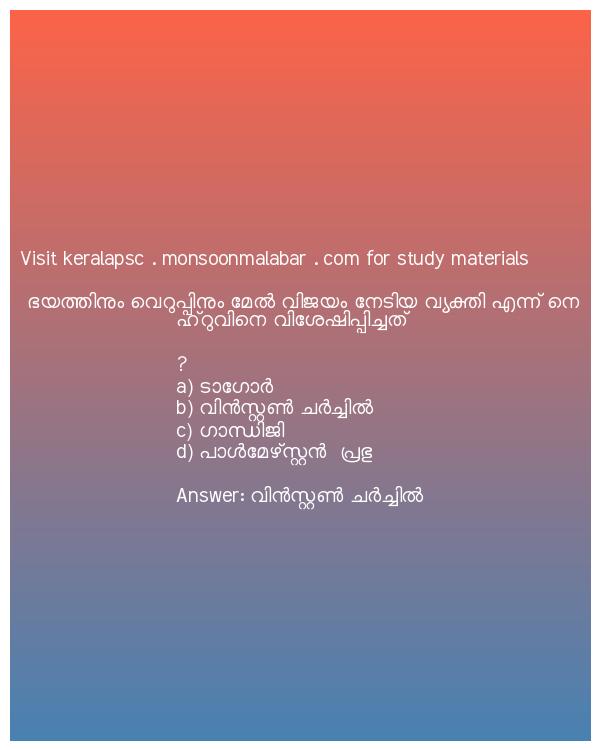 Visit keralapsc . monsoonmalabar . com for study materials
ഭയത്തിനും വെറുപ്പിനും മേൽ വിജയം നേടിയ വ്യക്തി എന്ന് നെ
ഹ്റുവിനെ വിശേഷിപ്പിച്ചത്
?
a) ടാഗോർ
b) വിൻസ്റ്റൺ ചർച്ചിൽ
c) ഗാന്ധിജി
d) പാൾമേഴ്സ്റ്റൻ പ്രഭു
Answer: വിൻസ്റ്റൺ ചർച്ചിൽ